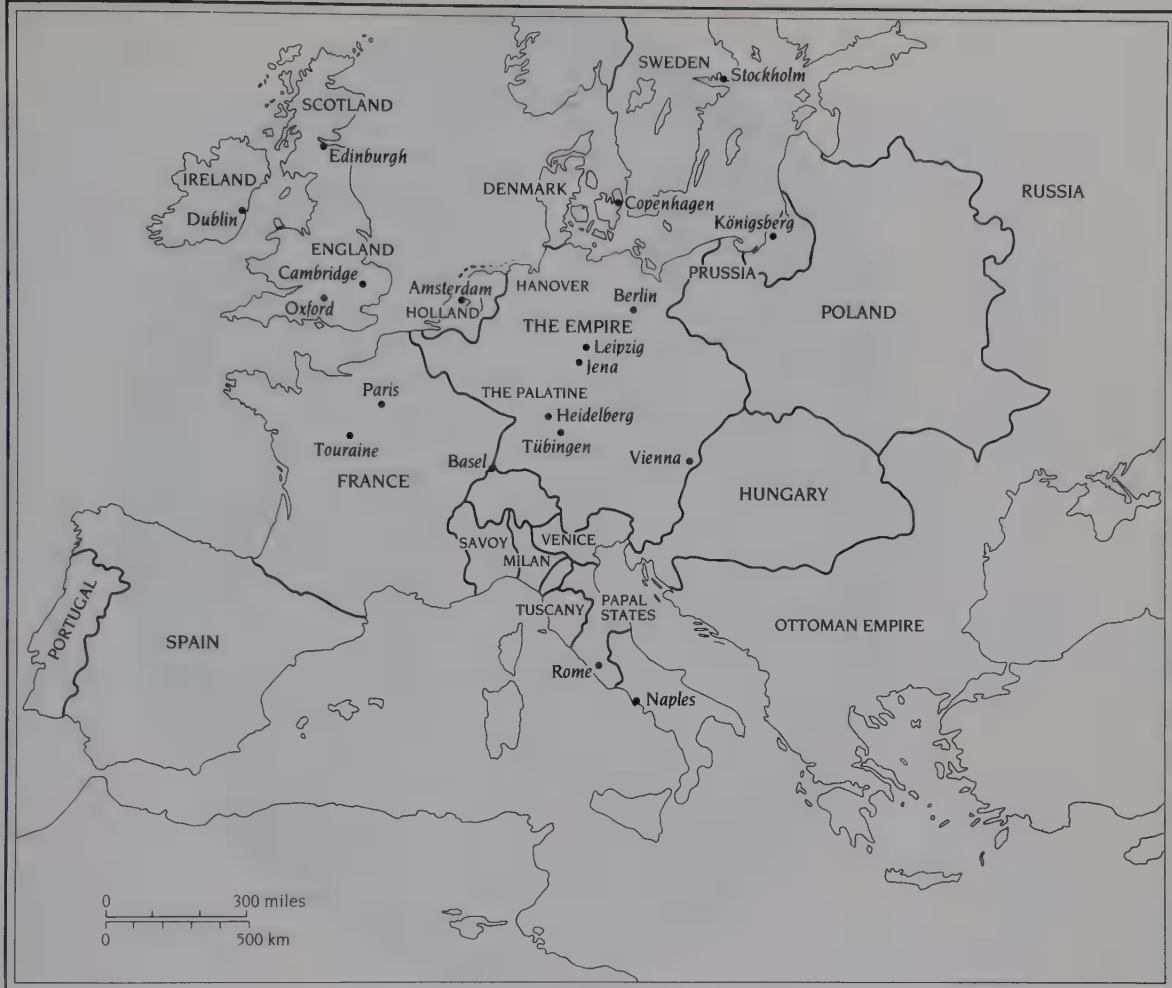 SWEDEN
Stockholm
SCOTLAND
Edinburgh
IRELAND
DENMARK
RUSSIA
Dublin
Copenhagen
Königsberg
ENGLAND
Cambridge
PRUSSIA
Amsterdam
HANOVER
Oxford
HOLLAND
Berlin
POLAND
THE EMPIRE
Leipzig
Jena
Paris
THE PALATINE
Heidelberg
Touraine
Tübingen
Basel
Vienna
FRANCE
HUNGARY
SAVOY
VENICE
MILAN
PORTUGAL
TUSCANY
PAPAL
STATES
SPAIN
OTTOMAN EMPIRE
Rome
Naples
0 300 miles
0 500 km